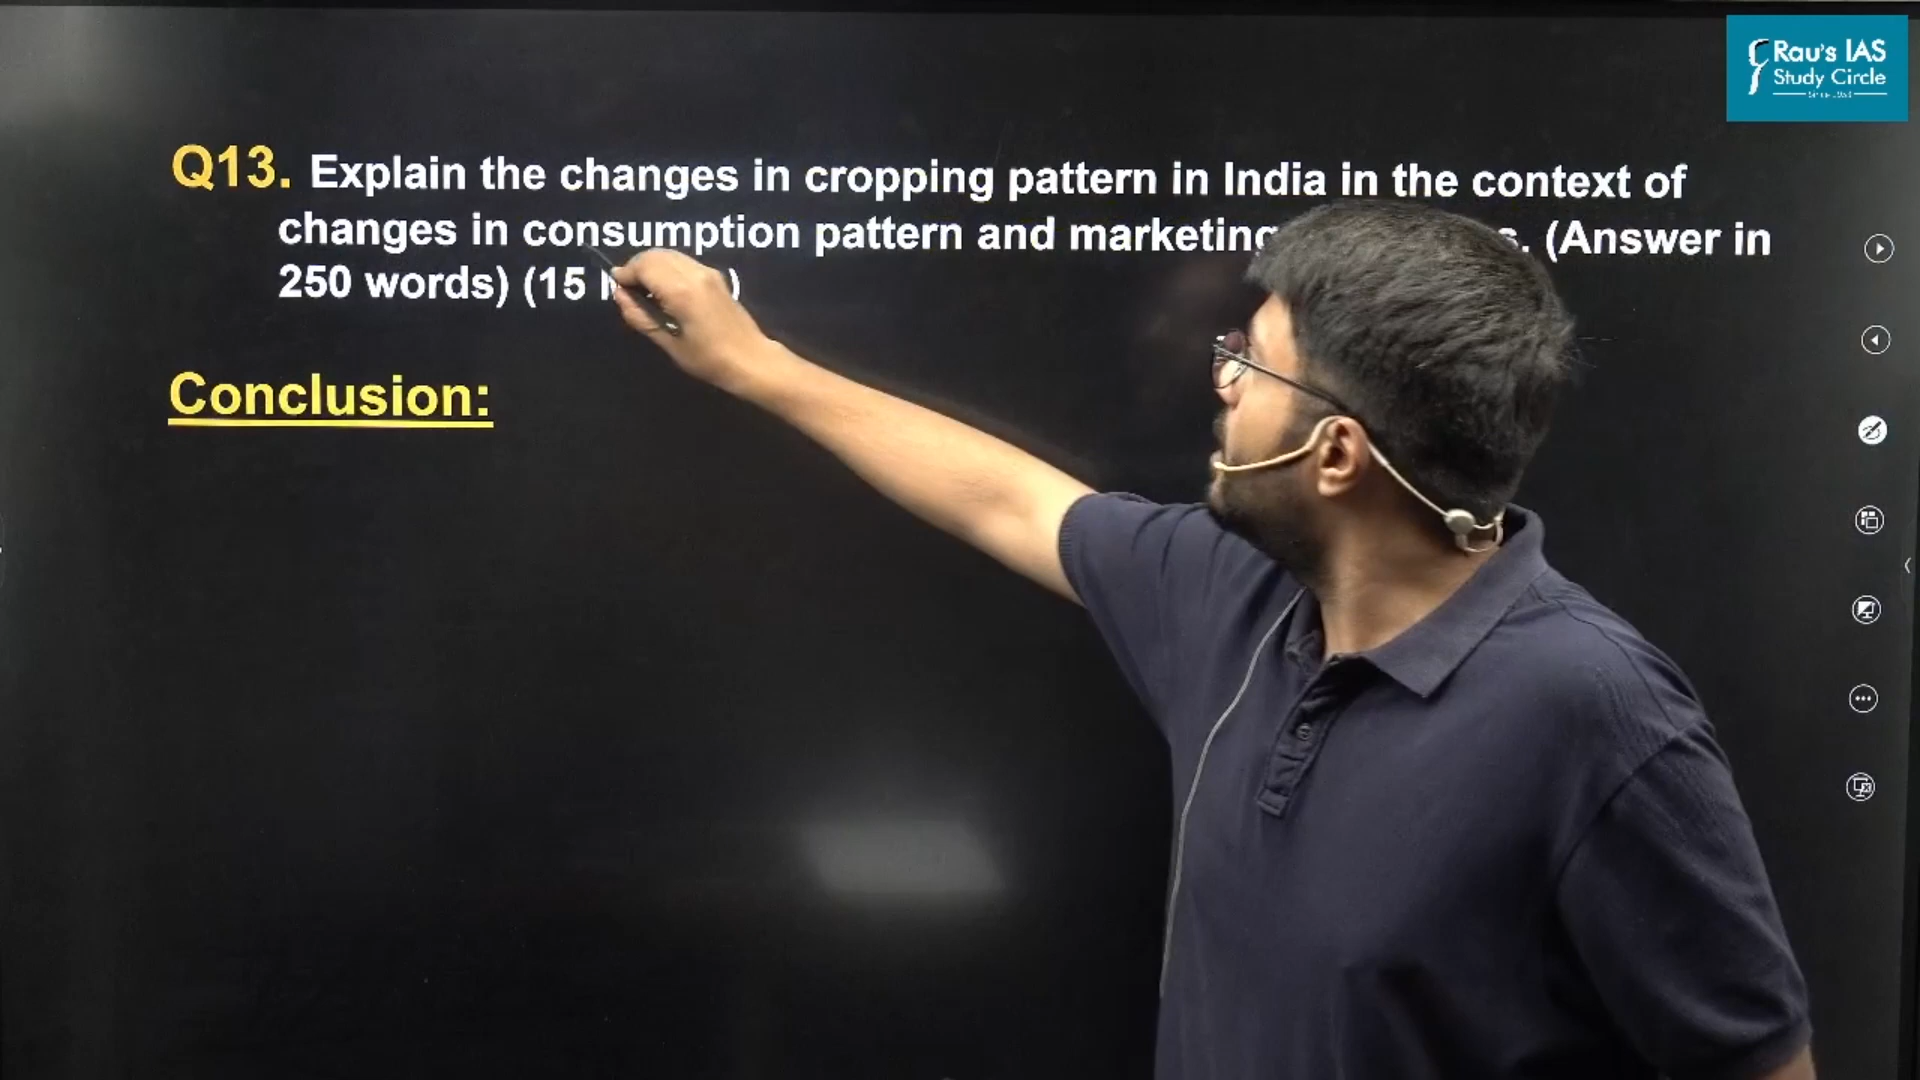 Rau's IAS
Study Circle
Q13. Explain the changes in cropping pattern in India in the context of
changes in consumption pattern and marketing (Answer in
250 words) (15
Conclusion: